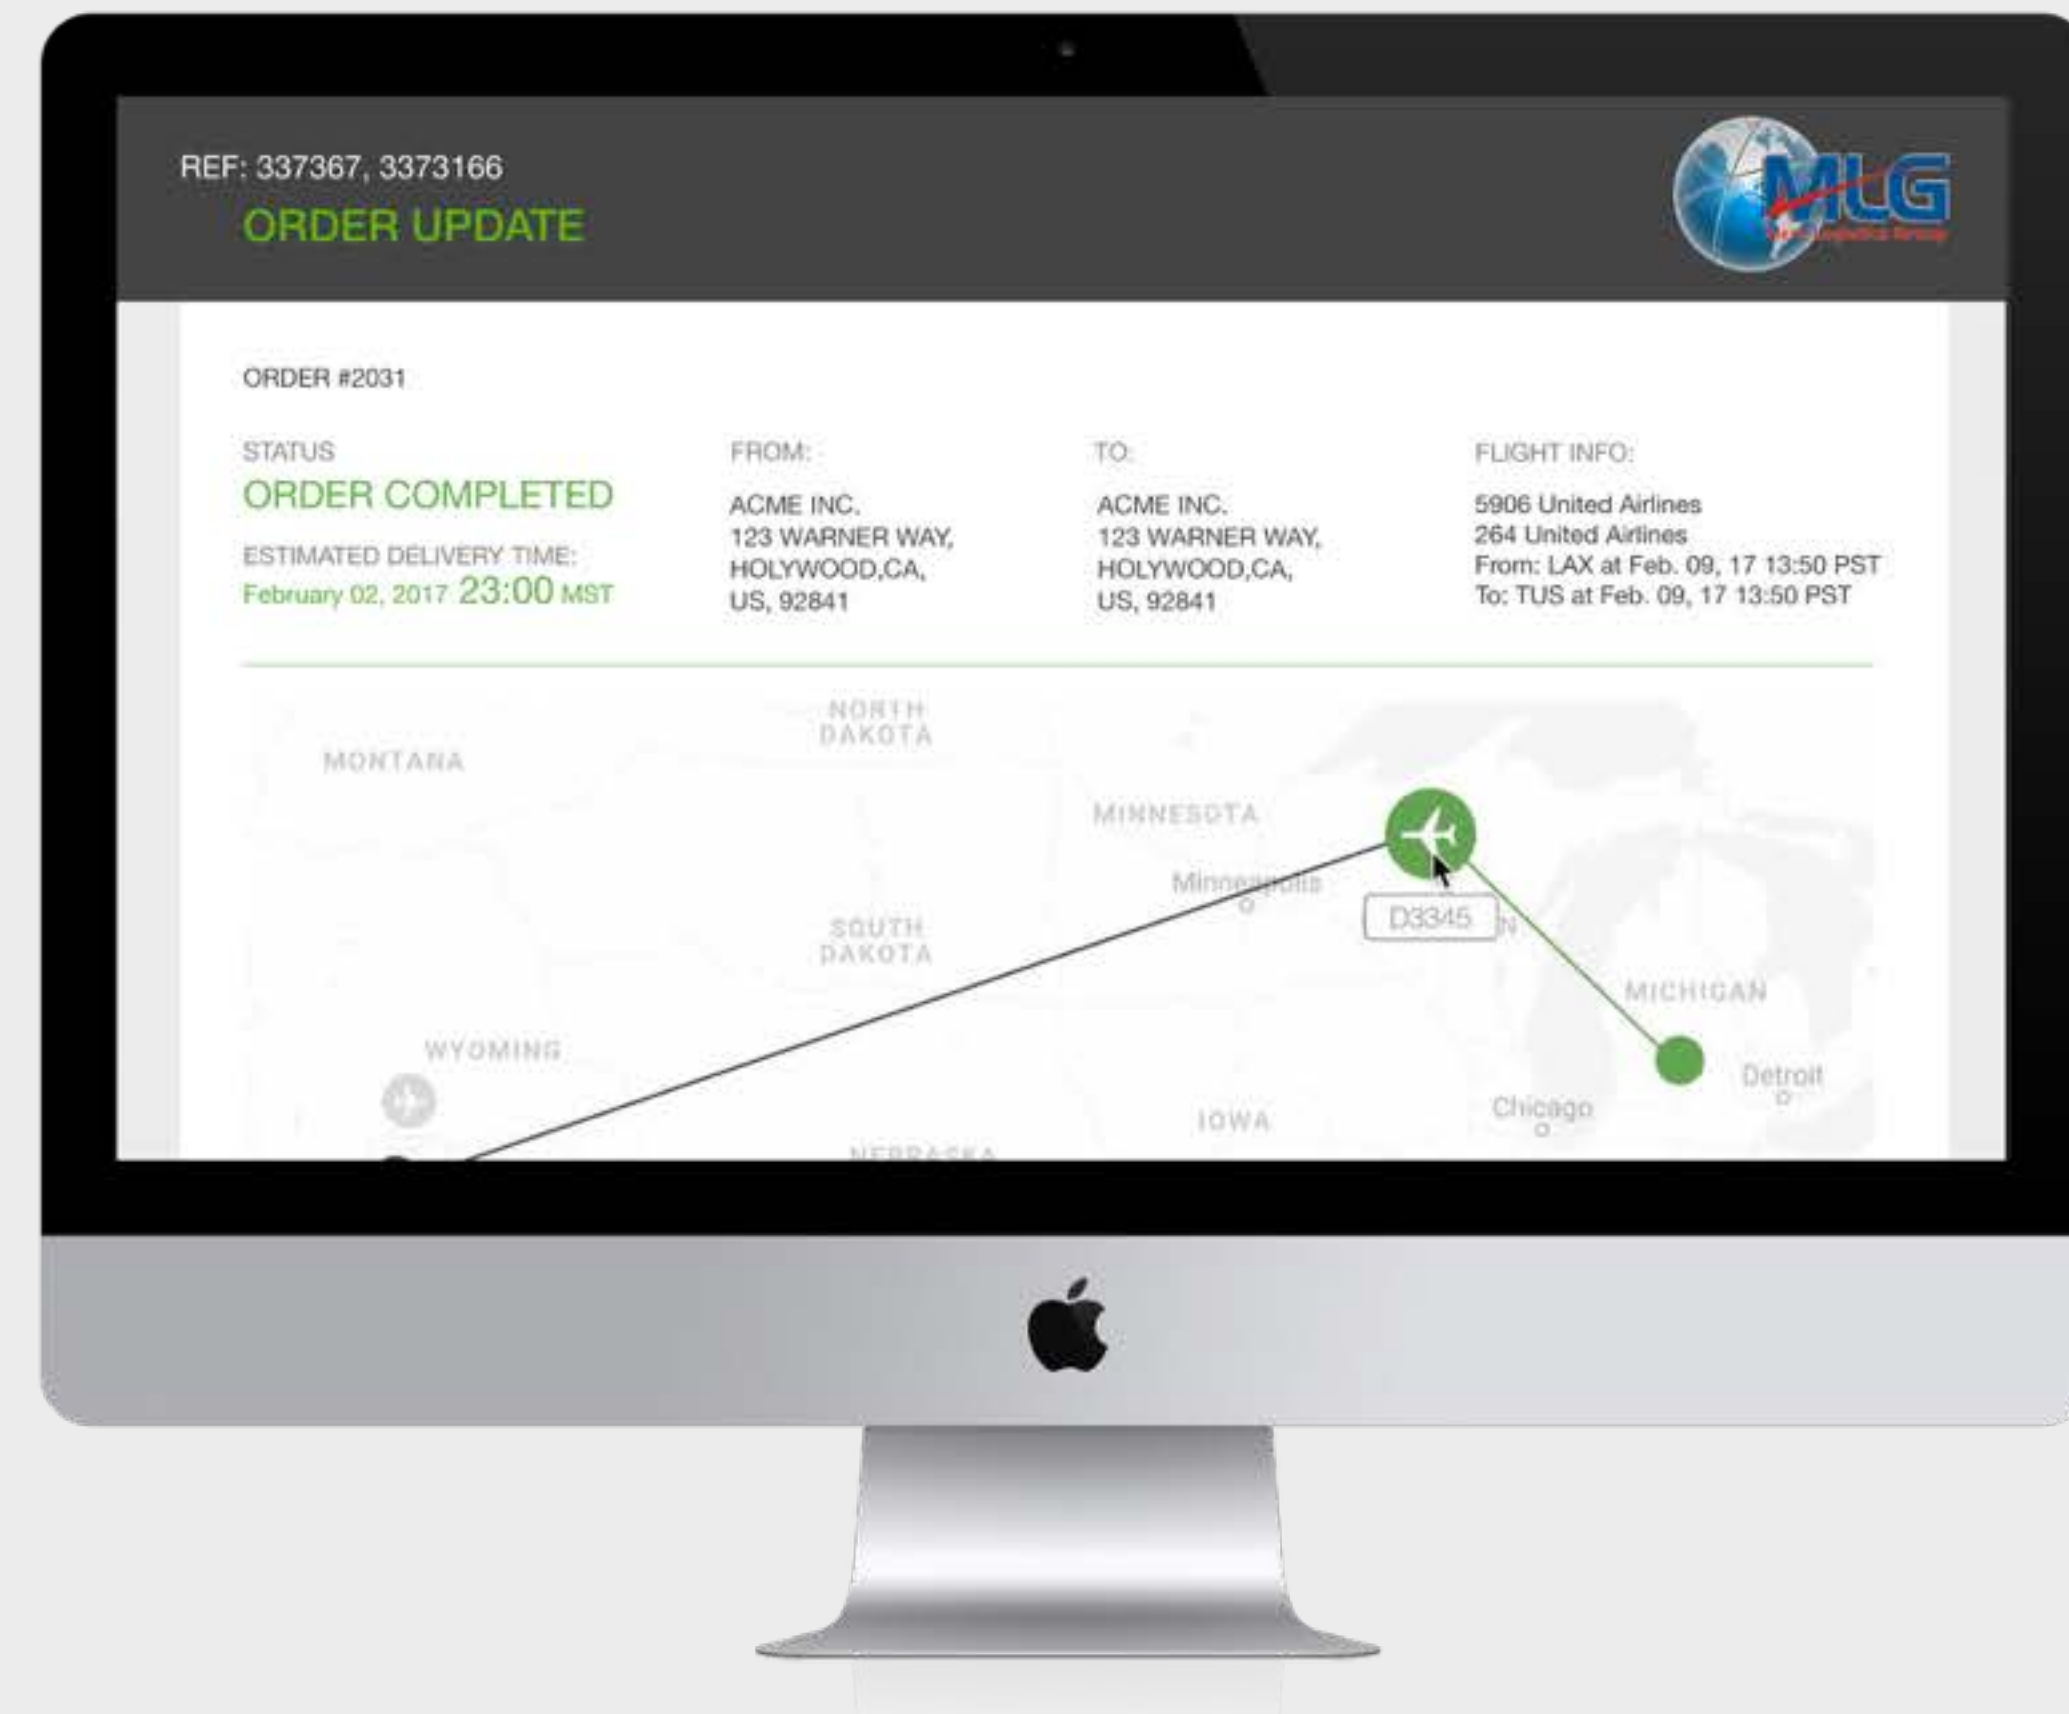 REF: 337367, 3373166
ORDER UPDATE
MLG
Logistics Group
ORDER #2031
STATUS
ORDER COMPLETED
ESTIMATED DELIVERY TIME:
February 02, 2017 23:00 MST
FROM:
ACME INC.
123 WARNER WAY,
HOLYWOOD,CA,
US, 92841
TO:
ACME INC.
123 WARNER WAY,
HOLYWOOD,CA,
US, 92841
FLIGHT INFO:
5906 United Airlines
264 United Airlines
From: LAX at Feb. 09, 17 13:50 PST
To: TUS at Feb. 09, 17 13:50 PST
NORTH
DAKOTA
MONTANA
MINNESOTA
Minneapolis
D3345
N
SOUTH
DAKOTA
MICHIGAN
WYOMING
Detroit
Chicago
IOWA
NEBRASKA